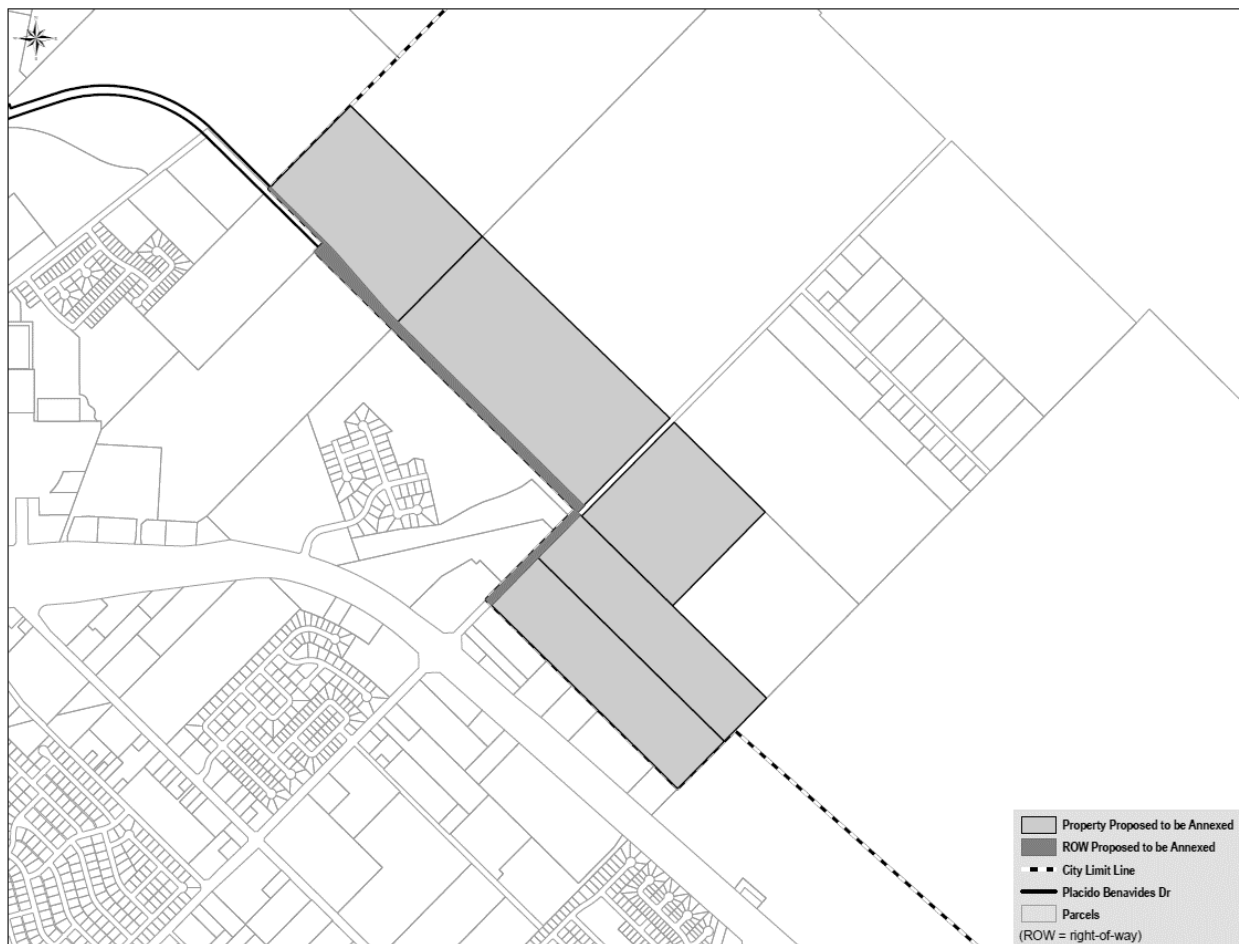 Property Proposed to be Annexed
ROW Proposed to be Annexed
City Limit Line
Placido Benavides Dr
Parcels
(ROW = right-of-way)